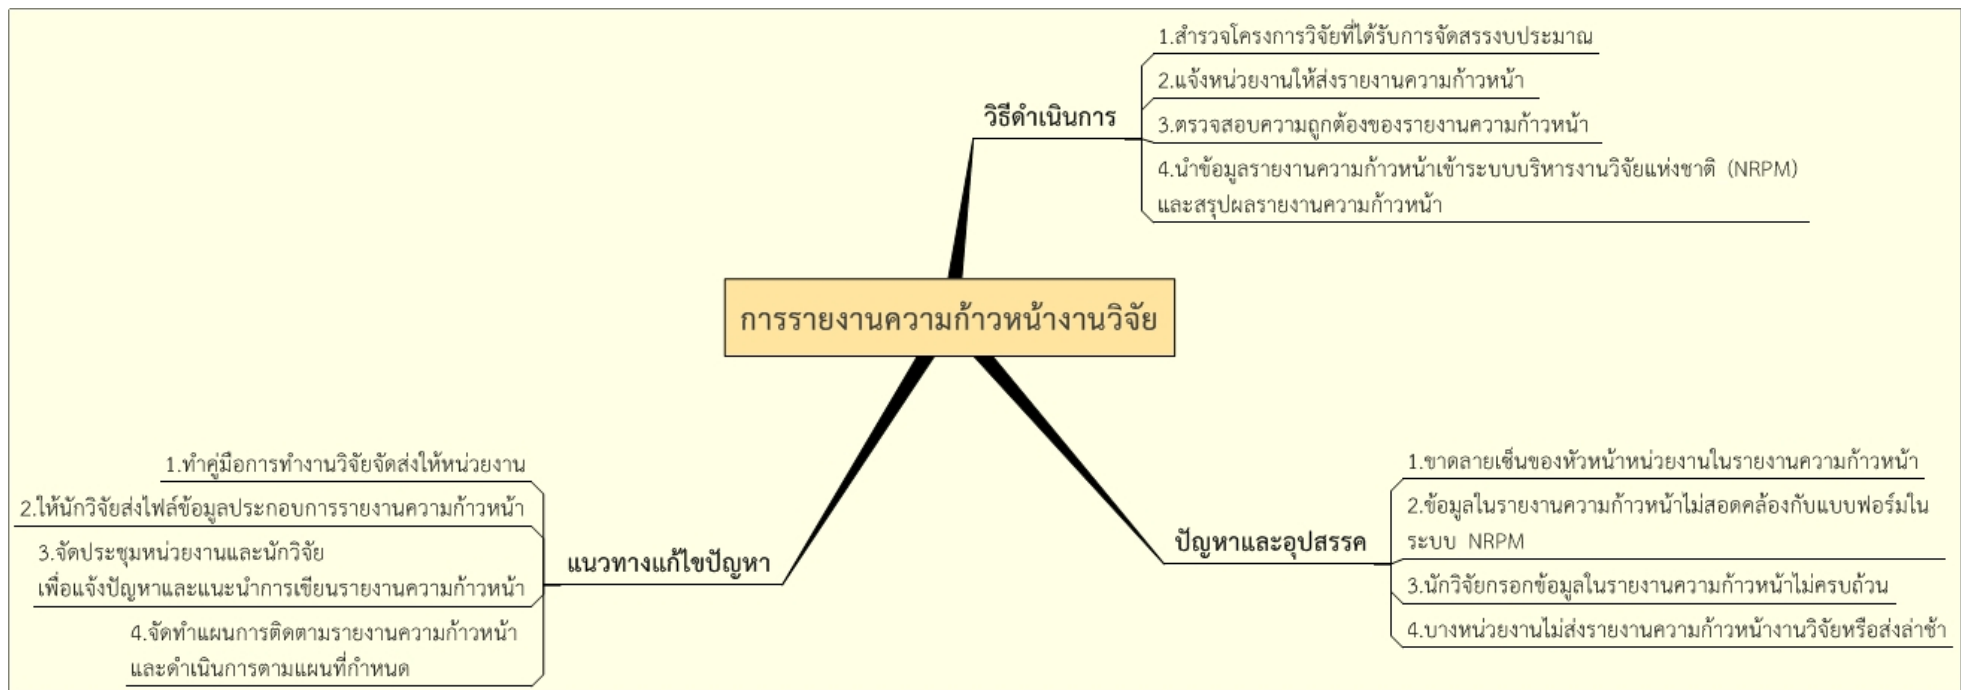 1.สำรวจโครงการวิจัยที่ได้รับการจัดสรรงบประมาณ
2.แจ้งหน่วยงานให้ส่งรายงานความก้าวหน้า
วิธีดำเนินการ
3.ตรวจสอบความถูกต้องของรายงานความก้าวหน้า
4.นำข้อมูลรายงานความก้าวหน้าเข้าระบบบริหารงานวิจัยแห่งชาติ (NRPM)
และสรุปผลรายงานความก้าวหน้า
การรายงานความก้าวหน้างานวิจัย
1.ทำคู่มือการทำงานวิจัยจัดส่งให้หน่วยงาน
2.ให้นักวิจัยส่งไฟล์ข้อมูลประกอบการรายงานความก้าวหน้า
3.จัดประชุมหน่วยงานและนักวิจัย
เพื่อแจ้งปัญหาและแนะนำการเขียนรายงานความก้าวหน้า
แนวทางแก้ไขปัญหา
4.จัดทำแผนการติดตามรายงานความก้าวหน้า
และดำเนินการตามแผนที่กำหนด
1.ขาดลายเซ็นของหัวหน้าหน่วยงานในรายงานความก้าวหน้า
2.ข้อมูลในรายงานความก้าวหน้าไม่สอดคล้องกับแบบฟอร์มใน
ระบบ NRPM
ปัญหาและอุปสรรค
3.นักวิจัยกรอกข้อมูลในรายงานความก้าวหน้าไม่ครบถ้วน
4.บางหน่วยงานไม่ส่งรายงานความก้าวหน้างานวิจัยหรือส่งล่าช้า